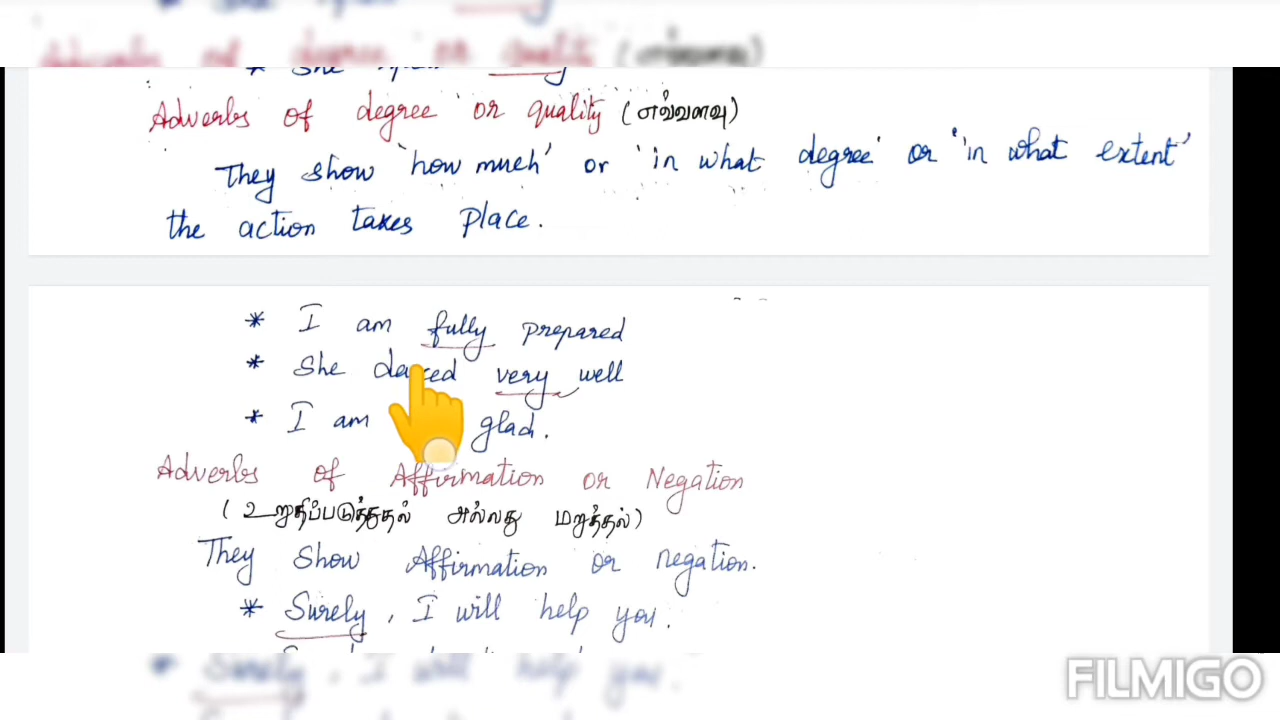 Adverbs of degree or quality (எவ்வளவு)
They show 'how much' or 'in what degree' or 'in what extent'
the action takes place.
* I am fully prepared
* She very well
* I am glad.
Adverbs of Affirmation or Negation
(உறுதிப்படுத்துதல் அல்லது மறுத்தல்)
They show Affirmation or negation.
* Surely, I will help you.
FILMIGO